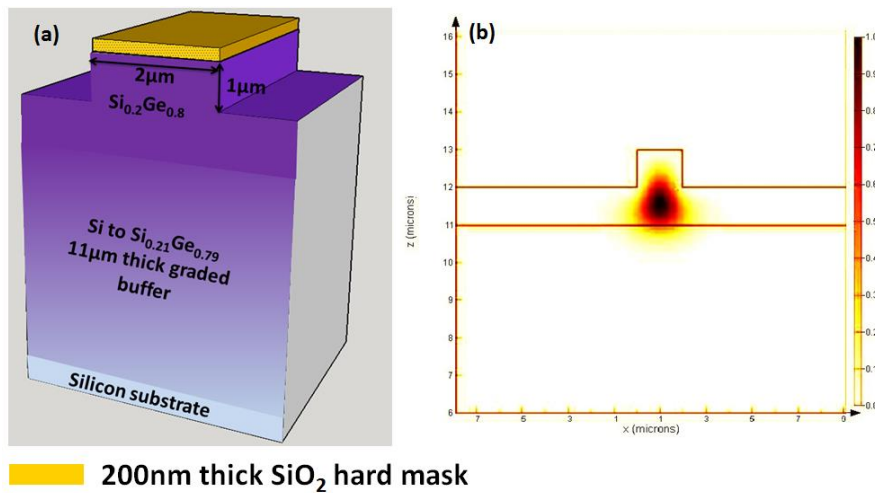 (a)
2μm
1μm
Si0.2Ge0.8
Si to Si0.21Ge0.79
11μm thick graded
buffer
Silicon substrate
200nm thick SiO2 hard mask
(b)
16
15
14
13
12
11
10
9
8
7
6
z (microns)
7
5
3
1
1
3
5
7
9
x (microns)
1.0
0.9
0.8
0.7
0.6
0.5
0.4
0.3
0.2
0.1
0.0